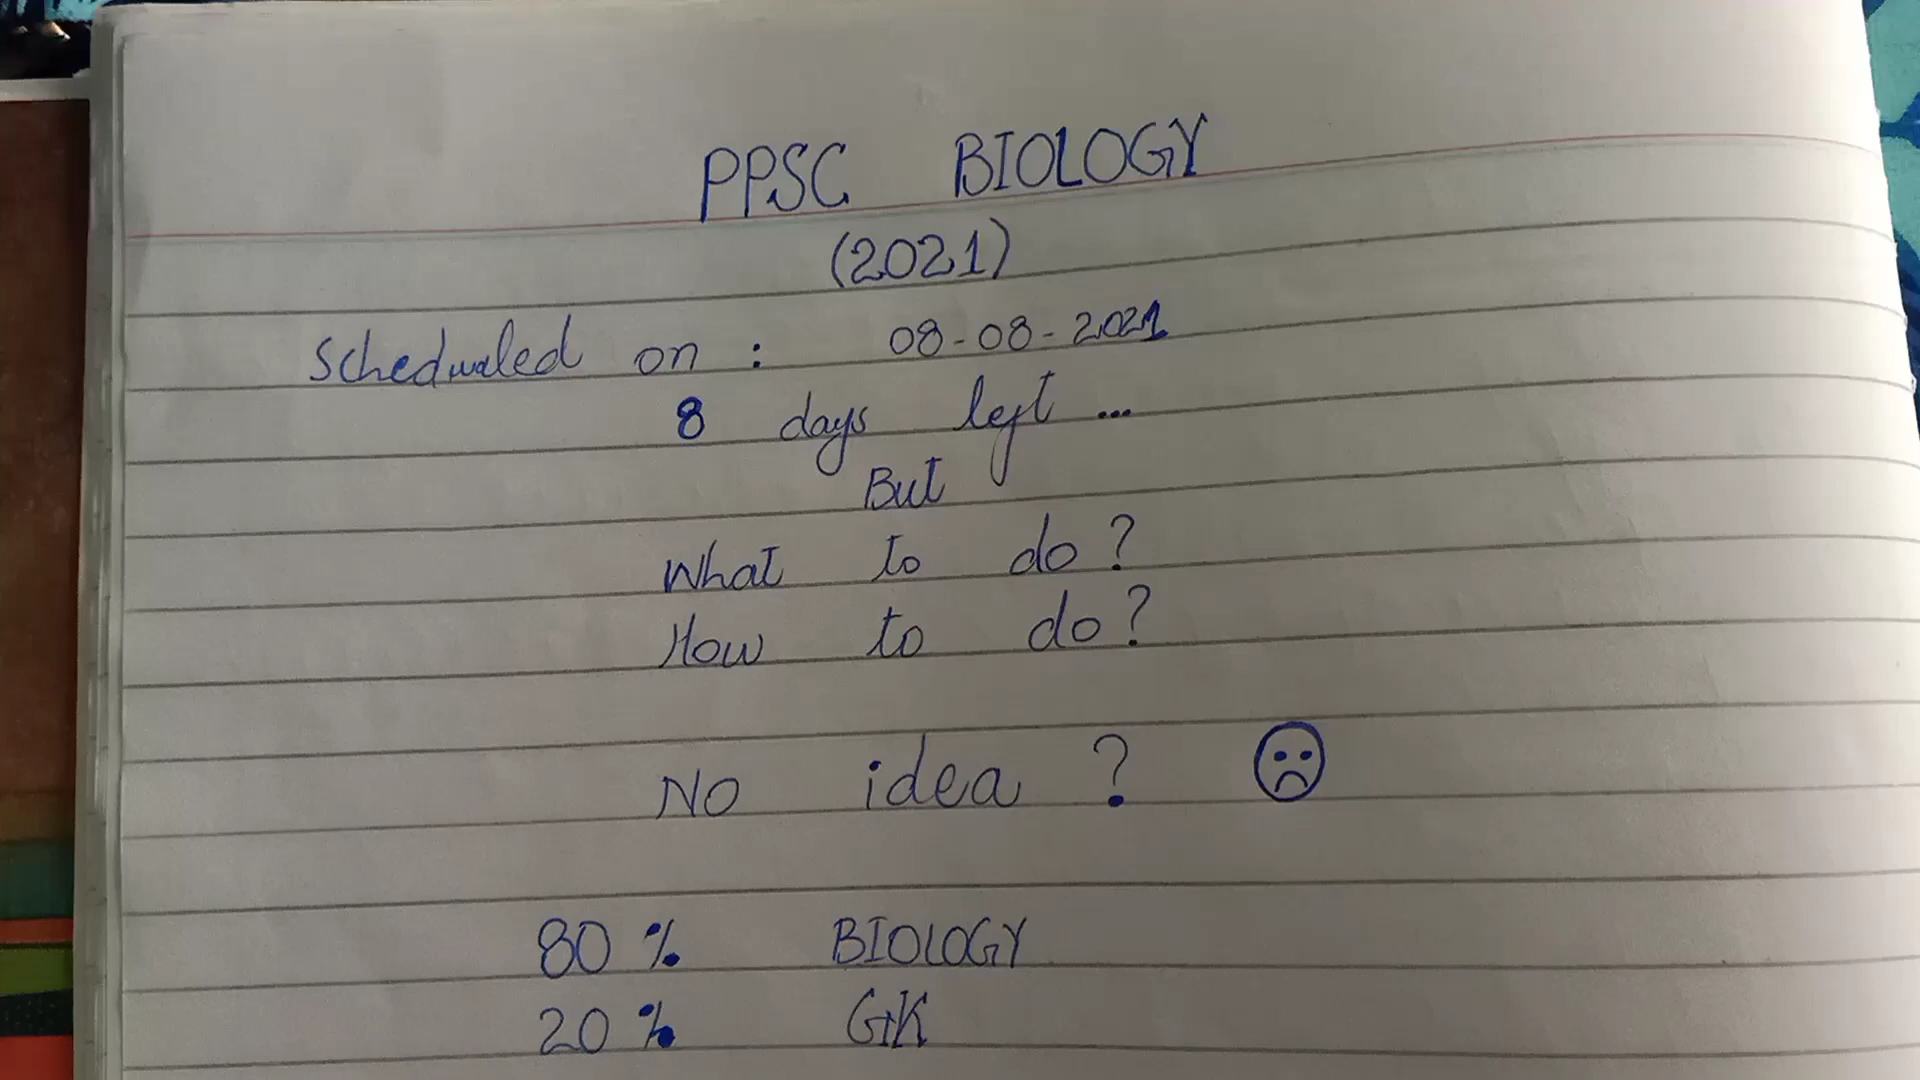 PPSC BIOLOGY
(2021)
Scheduled on : 08-08-2021
8 days left ...
But
What to do ?
How to do ?
NO idea ?
80 % BIOLOGY
20 % GK